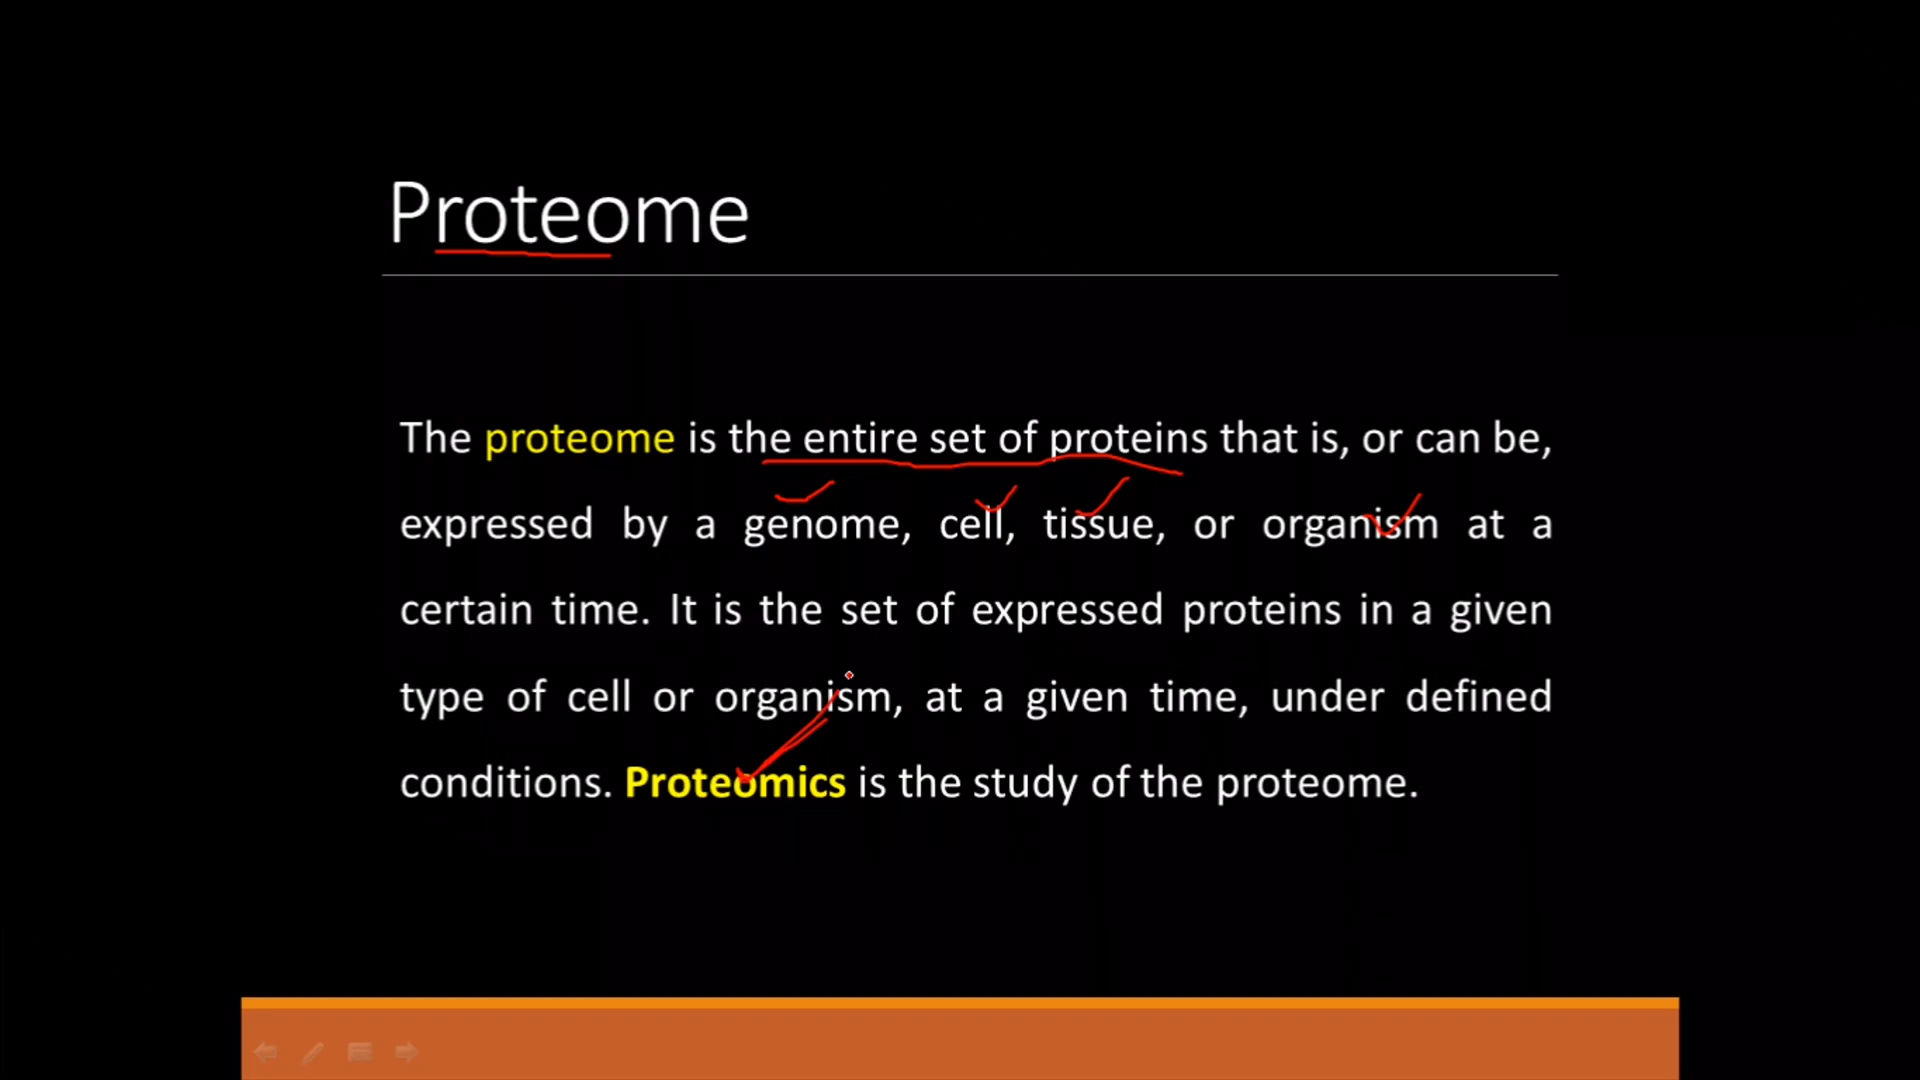 Proteome
The proteome is the entire set of proteins that is, or can be,
expressed by a genome, cell, tissue, or organism at a
certain time. It is the set of expressed proteins in a given
type of cell or organism, at a given time, under defined
conditions. Proteomics is the study of the proteome.